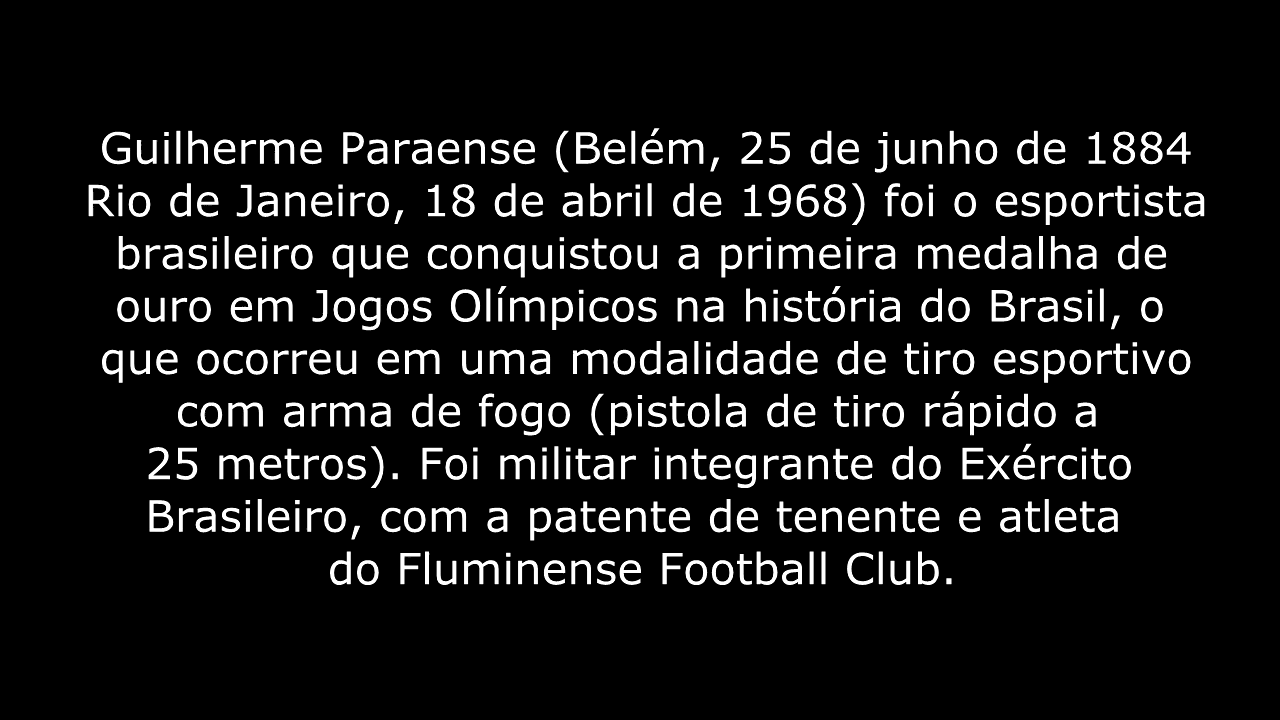 Guilherme Paraense (Belém, 25 de junho de 1884
Rio de Janeiro, 18 de abril de 1968) foi o esportista
brasileiro que conquistou a primeira medalha de
ouro em Jogos Olímpicos na história do Brasil, o
que ocorreu em uma modalidade de tiro esportivo
com arma de fogo (pistola de tiro rápido a
25 metros). Foi militar integrante do Exército
Brasileiro, com a patente de tenente e atleta
do Fluminense Football Club.